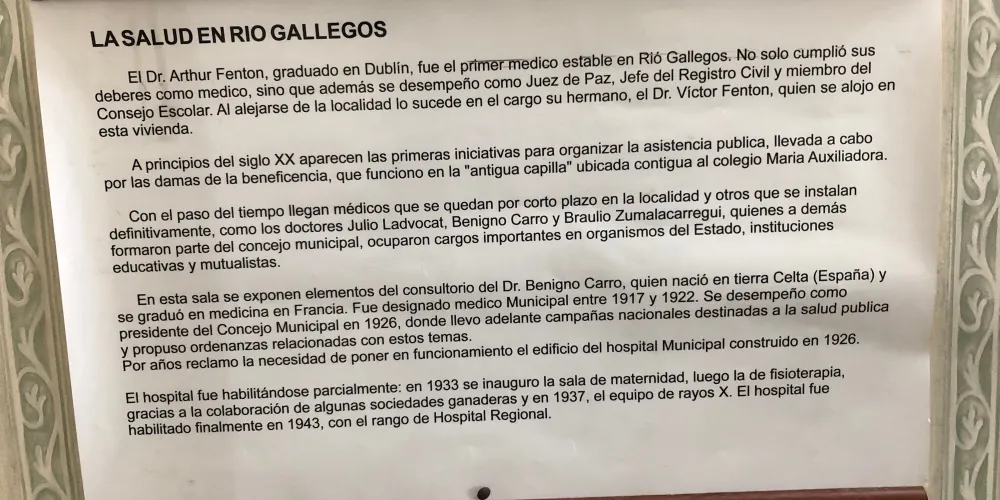 LA SALUD EN RIO GALLEGOS
El Dr. Arthur Fenton, graduado en Dublín, fue el primer medico estable en Rió Gallegos. No solo cumplió sus
deberes como medico, sino que además se desempeño como Juez de Paz, Jefe del Registro Civil y miembro del
Consejo Escolar. Al alejarse de la localidad lo sucede en el cargo su hermano, el Dr. Víctor Fenton, quien se alojo en
esta vivienda.
A principios del siglo XX aparecen las primeras iniciativas para organizar la asistencia publica, llevada a cabo
por las damas de la beneficencia, que funciono en la "antigua capilla" ubicada contigua al colegio Maria Auxiliadora.
Con el paso del tiempo llegan médicos que se quedan por corto plazo en la localidad y otros que se instalan
definitivamente, como los doctores Julio Ladvocat, Benigno Carro y Braulio Zumalacarregui, quienes a demás
formaron parte del concejo municipal, ocuparon cargos importantes en organismos del Estado, instituciones
educativas y mutualistas.
En esta sala se exponen elementos del consultorio del Dr. Benigno Carro, quien nació en tierra Celta (España) y
se graduó en medicina en Francia. Fue designado medico Municipal entre 1917 y 1922. Se desempeño como
presidente del Concejo Municipal en 1926, donde llevo adelante campañas nacionales destinadas a la salud publica
y propuso ordenanzas relacionadas con estos temas.
Por años reclamo la necesidad de poner en funcionamiento el edificio del hospital Municipal construido en 1926.
El hospital fue habilitándose parcialmente: en 1933 se inauguro la sala de maternidad, luego la de fisioterapia,
gracias a la colaboración de algunas sociedades ganaderas y en 1937, el equipo de rayos X. El hospital fue
habilitado finalmente en 1943, con el rango de Hospital Regional.